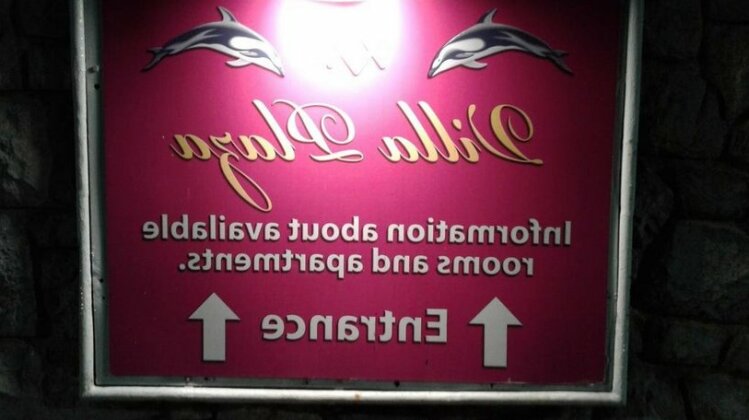 Villa Plaza
Information about available
rooms and apartments.
Entrance